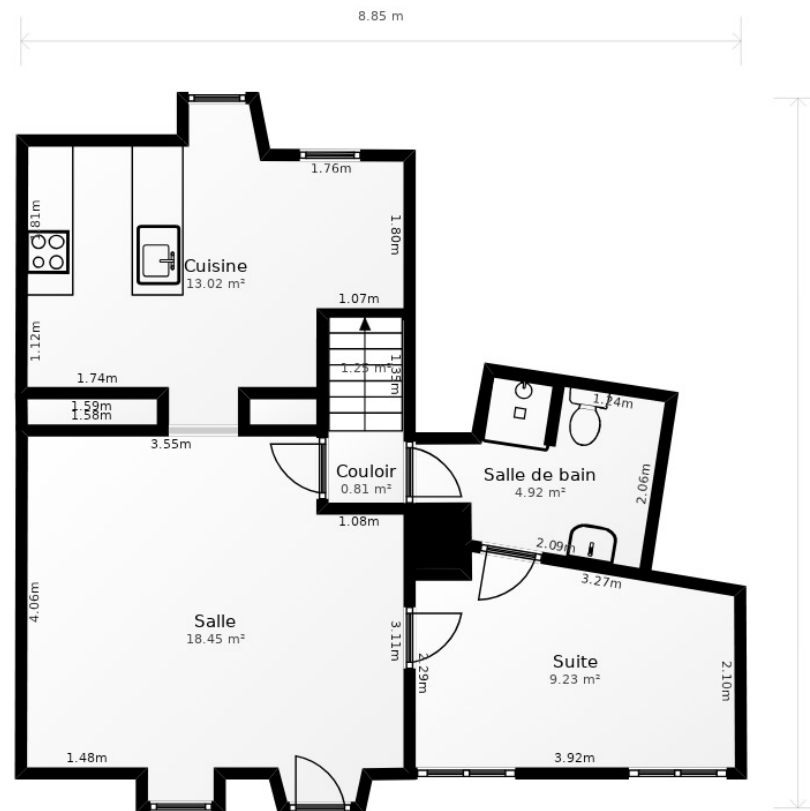 8.85 m
1.76m
1.80m
Cuisine
13.02 m²
1.07m
1.12m
1.74m
1.25 m²
1.35m
1.24m
1.59m
1.58m
3.55m
Couloir
0.81 m²
Salle de bain
4.92 m²
2.06m
1.08m
2.09m
3.27m
4.06m
Salle
18.45 m²
3.11m
2.29m
Suite
9.23 m²
2.10m
1.48m
3.92m